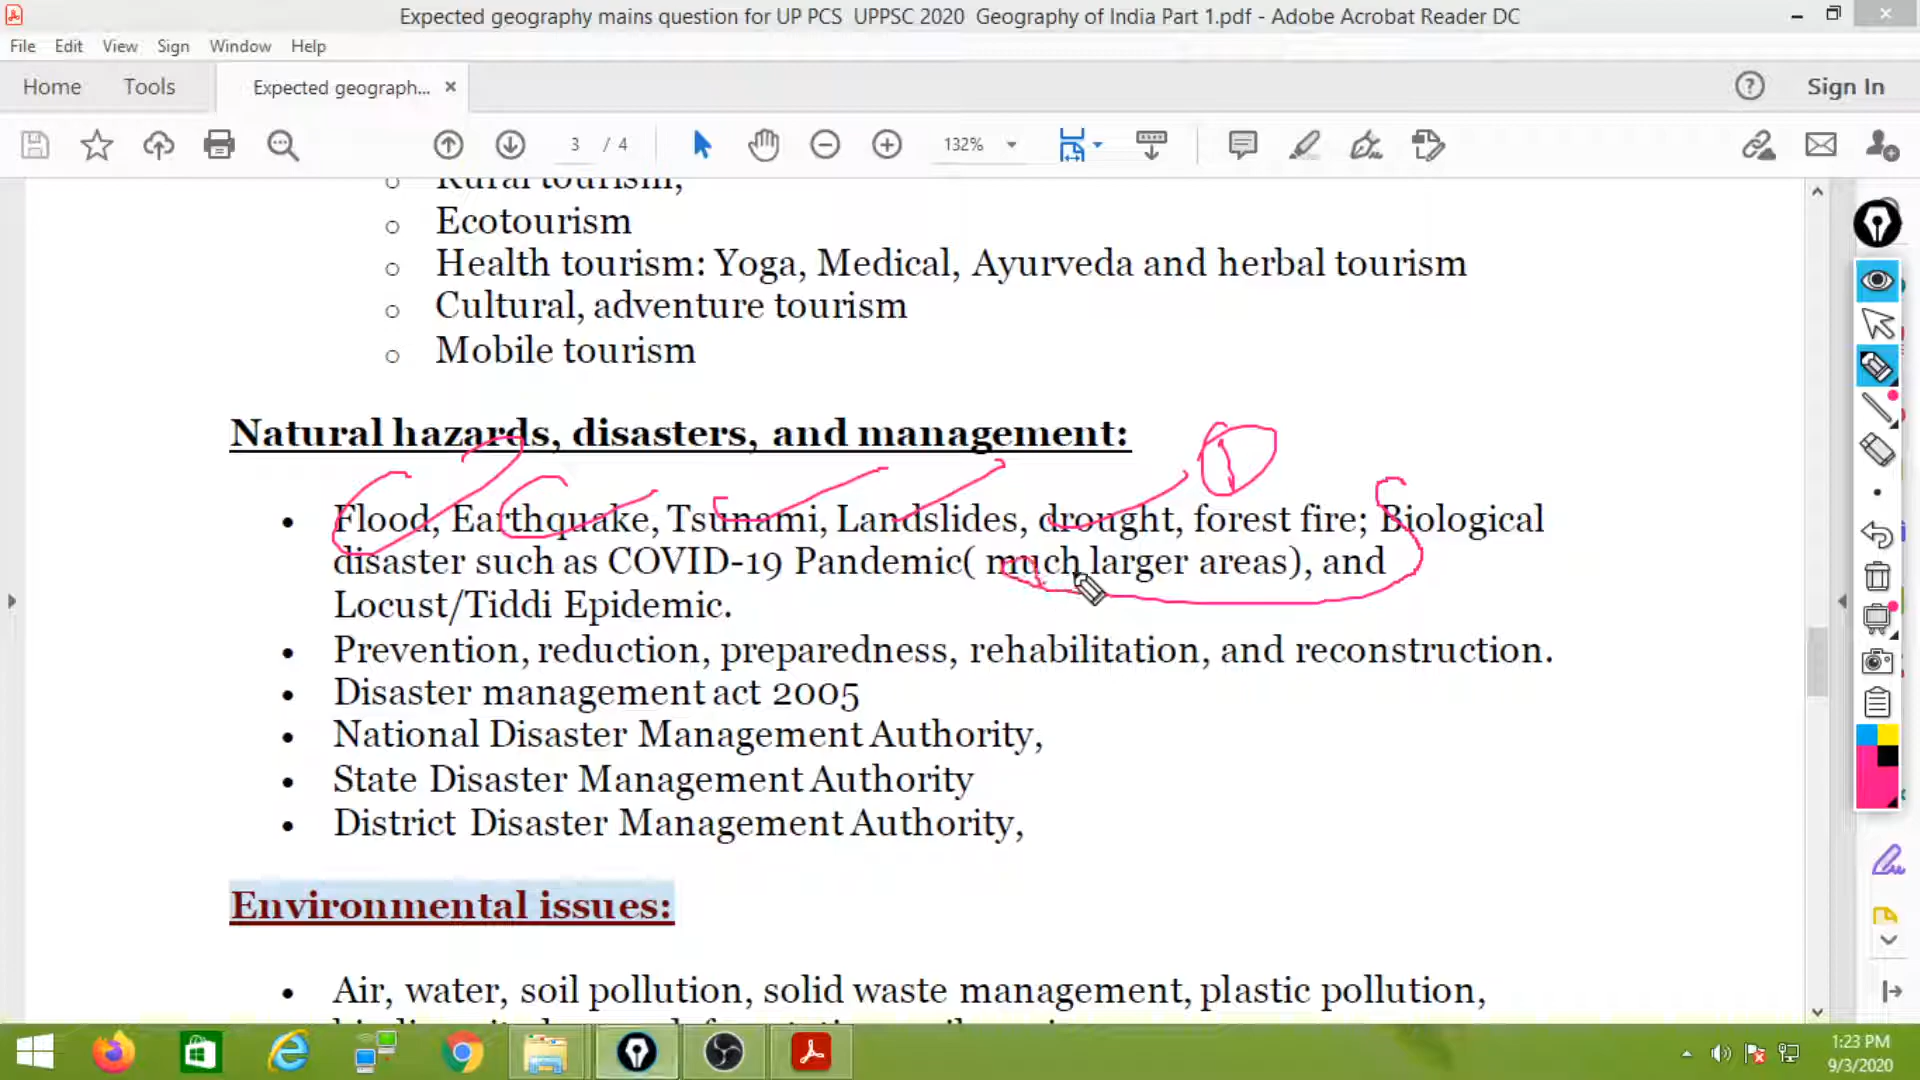 Expected geography mains question for UP PCS UPPSC 2020 Geography of India Part 1.pdf - Adobe Acrobat Reader DC
File Edit View Sign Window Help
Home Tools Expected geograph... × Sign In
3 / 4 132%
Rural tourism,
Ecotourism
Health tourism: Yoga, Medical, Ayurveda and herbal tourism
Cultural, adventure tourism
Mobile tourism
Natural hazards, disasters, and management:
Flood, Earthquake, Tsunami, Landslides, drought, forest fire; Biological
disaster such as COVID-19 Pandemic( much larger areas), and
Locust/Tiddi Epidemic.
Prevention, reduction, preparedness, rehabilitation, and reconstruction.
Disaster management act 2005
National Disaster Management Authority,
State Disaster Management Authority
District Disaster Management Authority,
Environmental issues:
Air, water, soil pollution, solid waste management, plastic pollution,
1:23 PM
9/3/2020